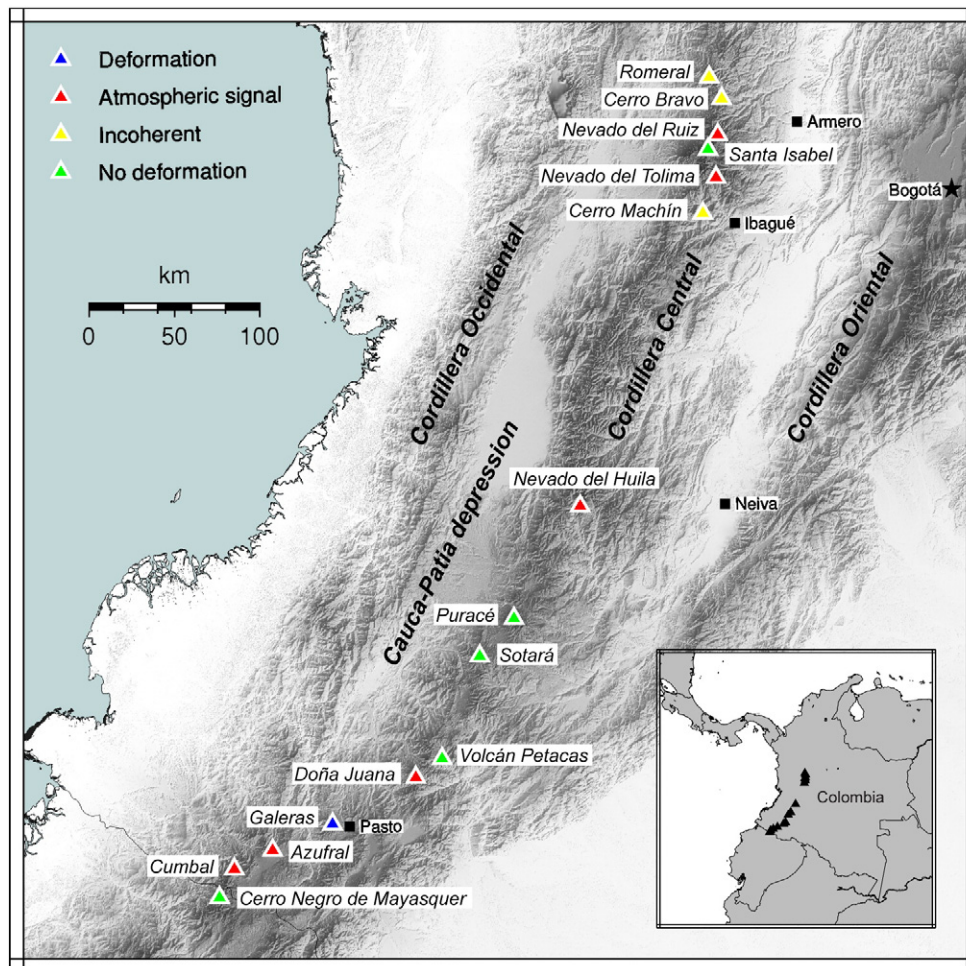 Deformation
Atmospheric signal
Incoherent
No deformation
km
0 50 100
Romeral
Cerro Bravo
Nevado del Ruiz
Armero
Santa Isabel
Nevado del Tolima
Bogotá
Cerro Machín
Ibagué
Cordillera Occidental
Cordillera Central
Cordillera Oriental
Cauca-Patia depression
Nevado del Huila
Neiva
Puracé
Sotará
Volcán Petacas
Doña Juana
Galeras
Pasto
Azufral
Cumbal
Cerro Negro de Mayasquer
Colombia